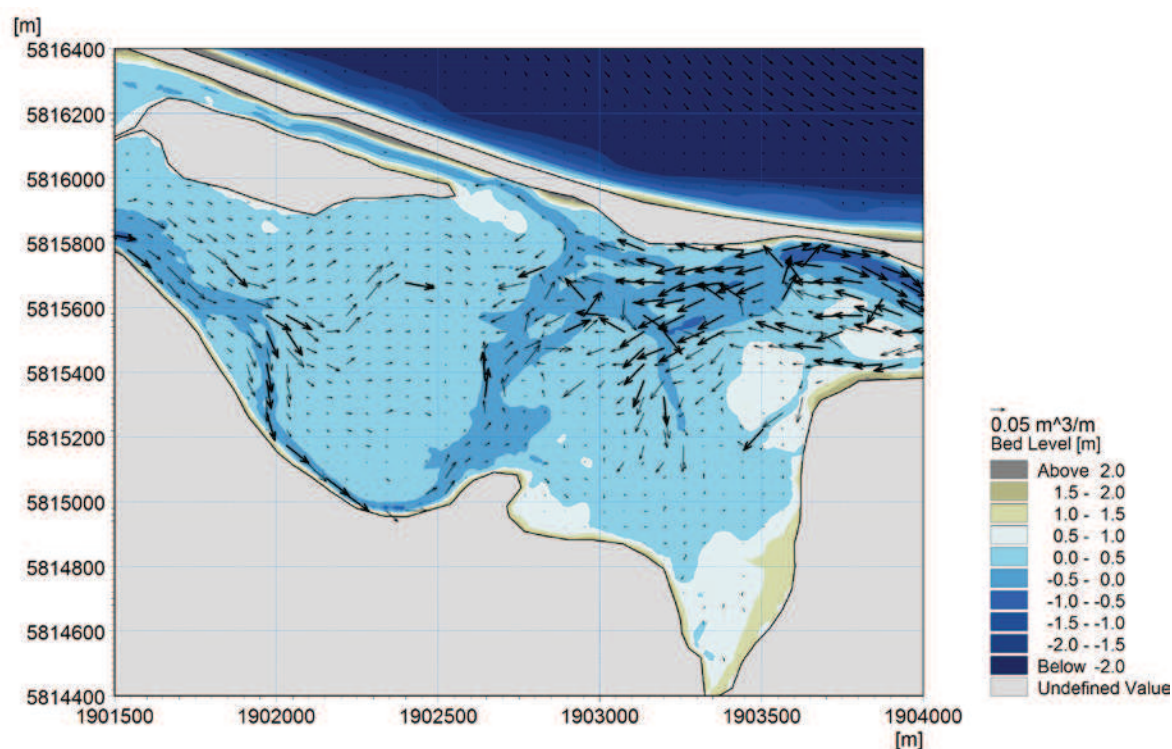 [m]
5816400
5816200
5816000
5815800
5815600
5815400
5815200
5815000
5814800
5814600
5814400
1901500 1902000 1902500 1903000 1903500 1904000
[m]
0.05 m^3/m
Bed Level [m]
Above 2.0
1.5 - 2.0
1.0 - 1.5
0.5 - 1.0
0.0 - 0.5
-0.5 - 0.0
-1.0 - -0.5
-1.5 - -1.0
-2.0 - -1.5
Below -2.0
Undefined Value